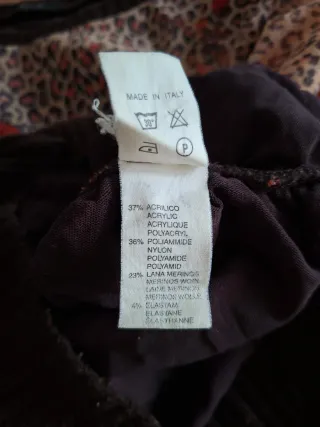 MADE IN ITALY
P
37% ACRILICO
ACRYLIC
ACRYLIQUE
POLYACRYL
36% POLIAMMIDE
NYLON
POLYAMIDE
POLYAMID
23% LANA MERINOS
MERINOS WOOL
LAINE MERINOS
MERINOS WOLLE
4% ELASTAM
ELASTANE
ELASTHANNE